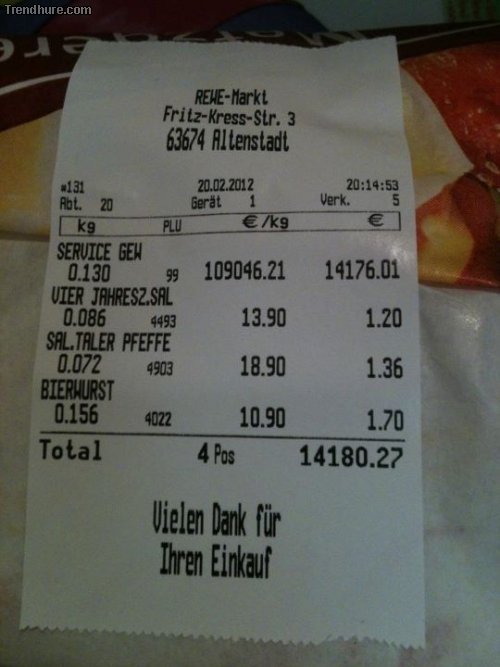 Trendhure.com
REWE-Markt
Fritz-Kress-Str. 3
63674 Altenstadt
*131 20.02.2012 20:14:53
Abt. 20 Gerät 1 Verk. 5
kg PLU €/kg €
SERVICE GEW
0.130 99 109046.21 14176.01
VIER JAHRESZ.SAL
0.086 4493 13.90 1.20
SAL.TALER PFEFFE
0.072 4903 18.90 1.36
BIERWURST
0.156 4022 10.90 1.70
Total 4 Pos 14180.27
Vielen Dank für
Ihren Einkauf